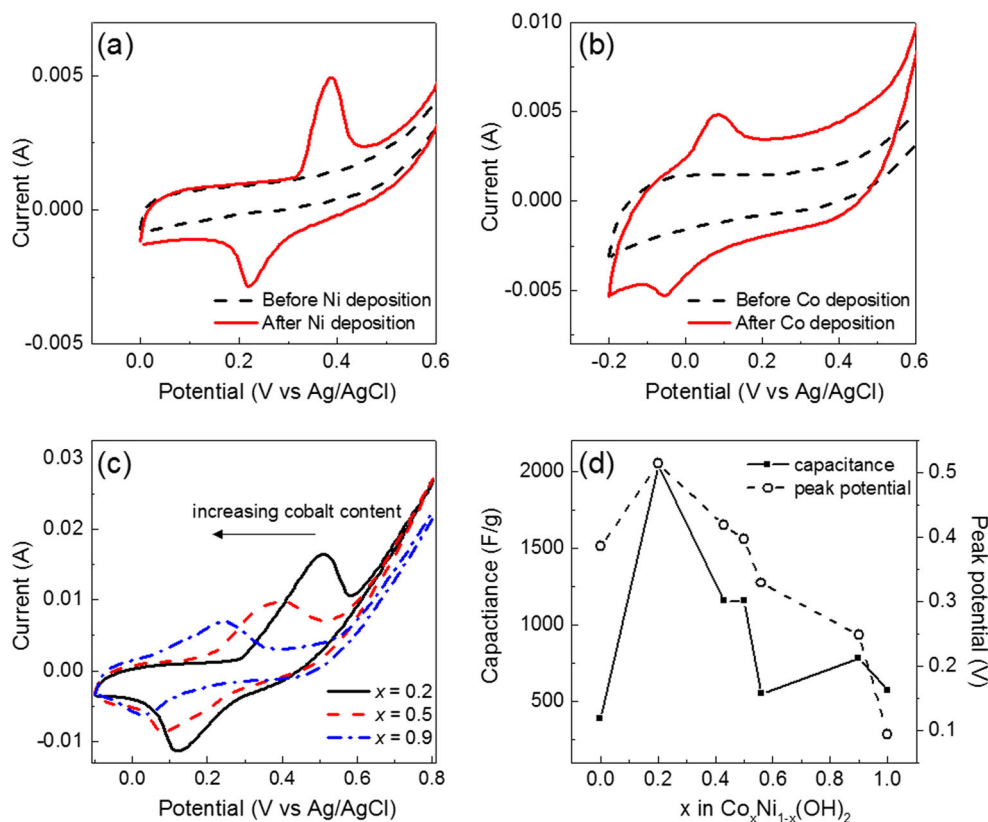 (a)
0.005
0.000
-0.005
Current (A)
Before Ni deposition
After Ni deposition
0.0 0.2 0.4 0.6
Potential (V vs Ag/AgCl)
(b)
0.010
0.005
0.000
-0.005
Current (A)
Before Co deposition
After Co deposition
-0.2 0.0 0.2 0.4 0.6
Potential (V vs Ag/AgCl)
(c)
0.03
0.02
0.01
0.00
-0.01
Current (A)
increasing cobalt content
x = 0.2
x = 0.5
x = 0.9
0.0 0.2 0.4 0.6 0.8
Potential (V vs Ag/AgCl)
(d)
2000
1500
1000
500
Capactiance (F/g)
capacitance
peak potential
0.5
0.4
0.3
0.2
0.1
Peak potential (V)
0.0 0.2 0.4 0.6 0.8 1.0
x in CoxNi1-x(OH)2